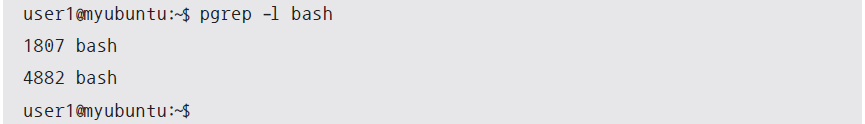 user1@myubuntu:~$ pgrep -l bash
1807 bash
4882 bash
user1@myubuntu:~$